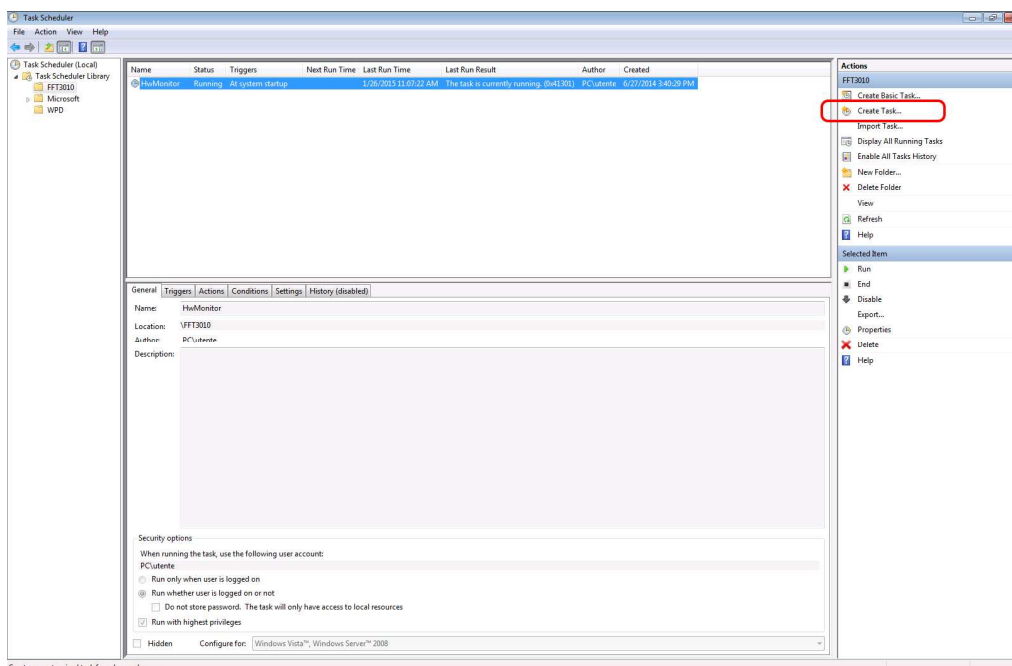 Task Scheduler
File Action View Help
Task Scheduler (Local)
Task Scheduler Library
FFT3010
Microsoft
WPD
Name Status Triggers Next Run Time Last Run Time Last Run Result Author Created
HwMonitor Running At system startup 1/26/2015 11:07:22 AM The task is currently running. (0x41301) PC\utente 6/27/2014 3:40:29 PM
General Triggers Actions Conditions Settings History (disabled)
Name: HwMonitor
Location: \FFT3010
Author: PC\utente
Description:
Security options
When running the task, use the following user account:
PC\utente
Run only when user is logged on
Run whether user is logged on or not
Do not store password. The task will only have access to local resources
Run with highest privileges
Hidden Configure for: Windows Vista™, Windows Server™ 2008
Actions
FFT3010
Create Basic Task...
Create Task...
Import Task...
Display All Running Tasks
Enable All Tasks History
New Folder...
Delete Folder
View
Refresh
Help
Selected Item
Run
End
Disable
Export...
Properties
Delete
Help